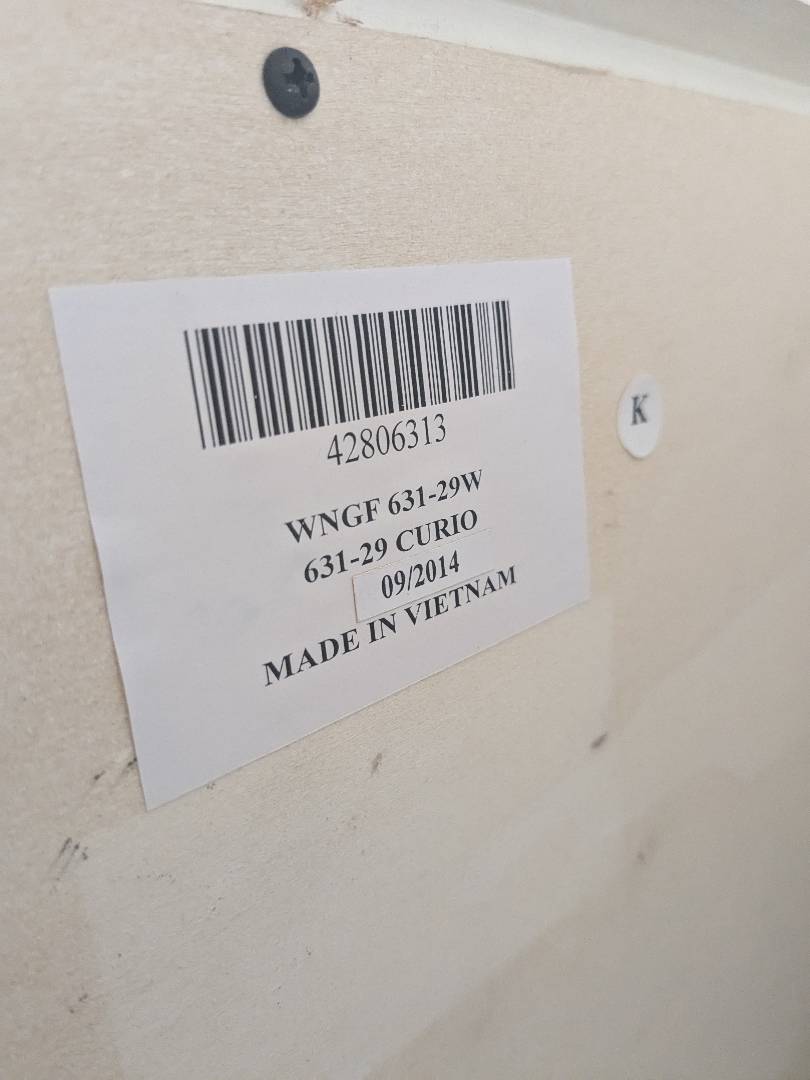 42806313
WNGF 631-29W
631-29 CURIO
09/2014
MADE IN VIETNAM
K